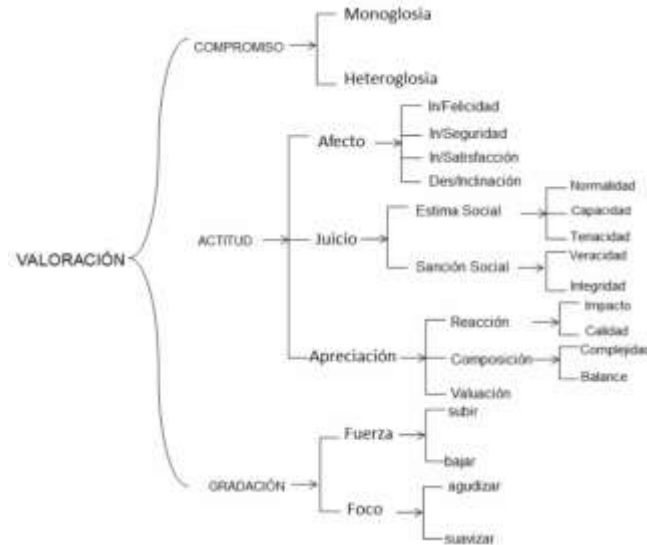 VALORACIÓN
COMPROMISO
Monoglosia
Heteroglosia
ACTITUD
Afecto
In/Felicidad
In/Seguridad
In/Satisfacción
Des/Inclinación
Juicio
Estima Social
Normalidad
Capacidad
Tenacidad
Sanción Social
Veracidad
Integridad
Apreciación
Reacción
Impacto
Calidad
Composición
Complejidad
Balance
Valuación
GRADACIÓN
Fuerza
subir
bajar
Foco
agudizar
suavizar